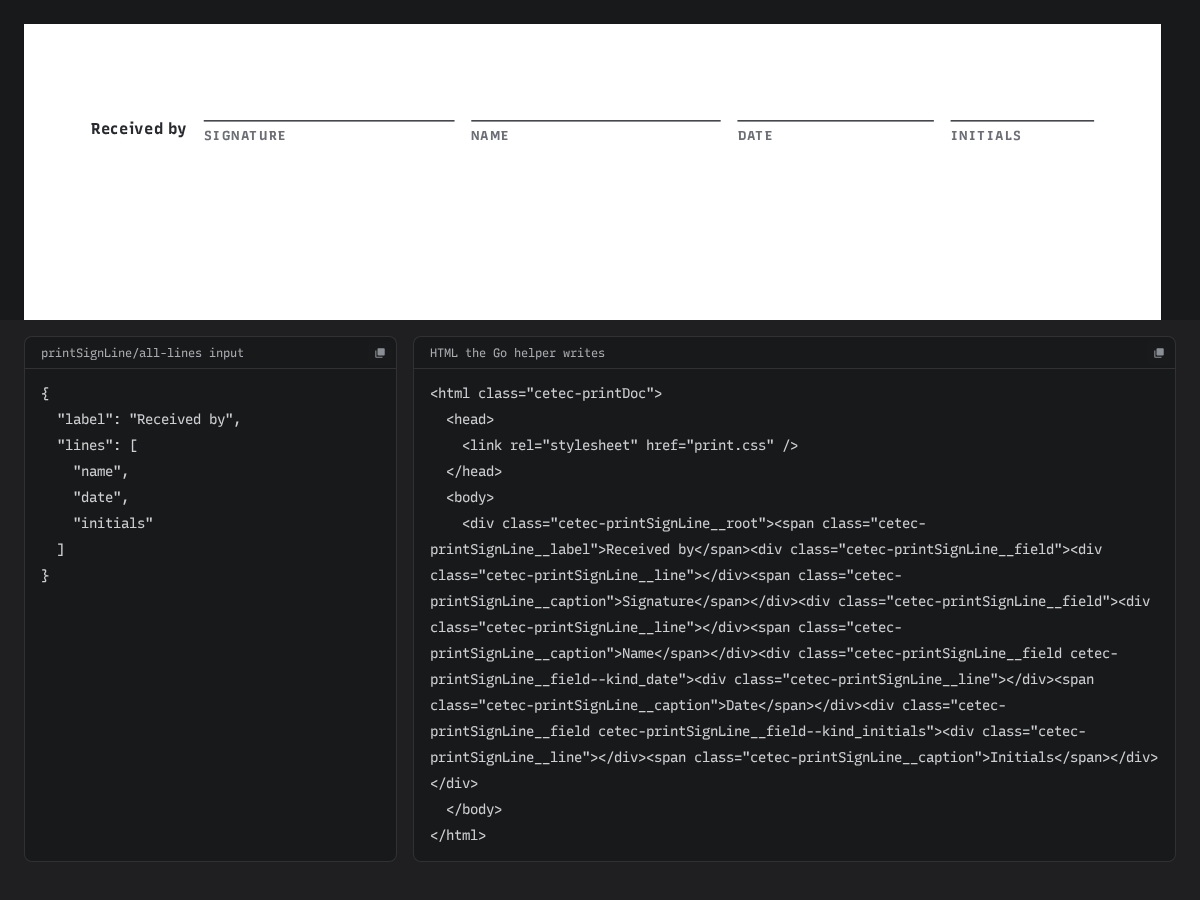 Received by
SIGNATURE NAME DATE INITIALS
printSignLine/all-lines input
{
  "label": "Received by",
  "lines": [
    "name",
    "date",
    "initials"
  ]
}
HTML the Go helper writes
<html class="cetec-printDoc">
  <head>
    <link rel="stylesheet" href="print.css" />
  </head>
  <body>
    <div class="cetec-printSignLine__root"><span class="cetec-
printSignLine__label">Received by</span><div class="cetec-printSignLine__field"><div
class="cetec-printSignLine__line"></div><span class="cetec-
printSignLine__caption">Signature</span></div><div class="cetec-printSignLine__field"><div
class="cetec-printSignLine__line"></div><span class="cetec-
printSignLine__caption">Name</span></div><div class="cetec-printSignLine__field cetec-
printSignLine__field--kind_date"><div class="cetec-printSignLine__line"></div><span
class="cetec-printSignLine__caption">Date</span></div><div class="cetec-
printSignLine__field cetec-printSignLine__field--kind_initials"><div class="cetec-
printSignLine__line"></div><span class="cetec-printSignLine__caption">Initials</span></div>
</div>
  </body>
</html>